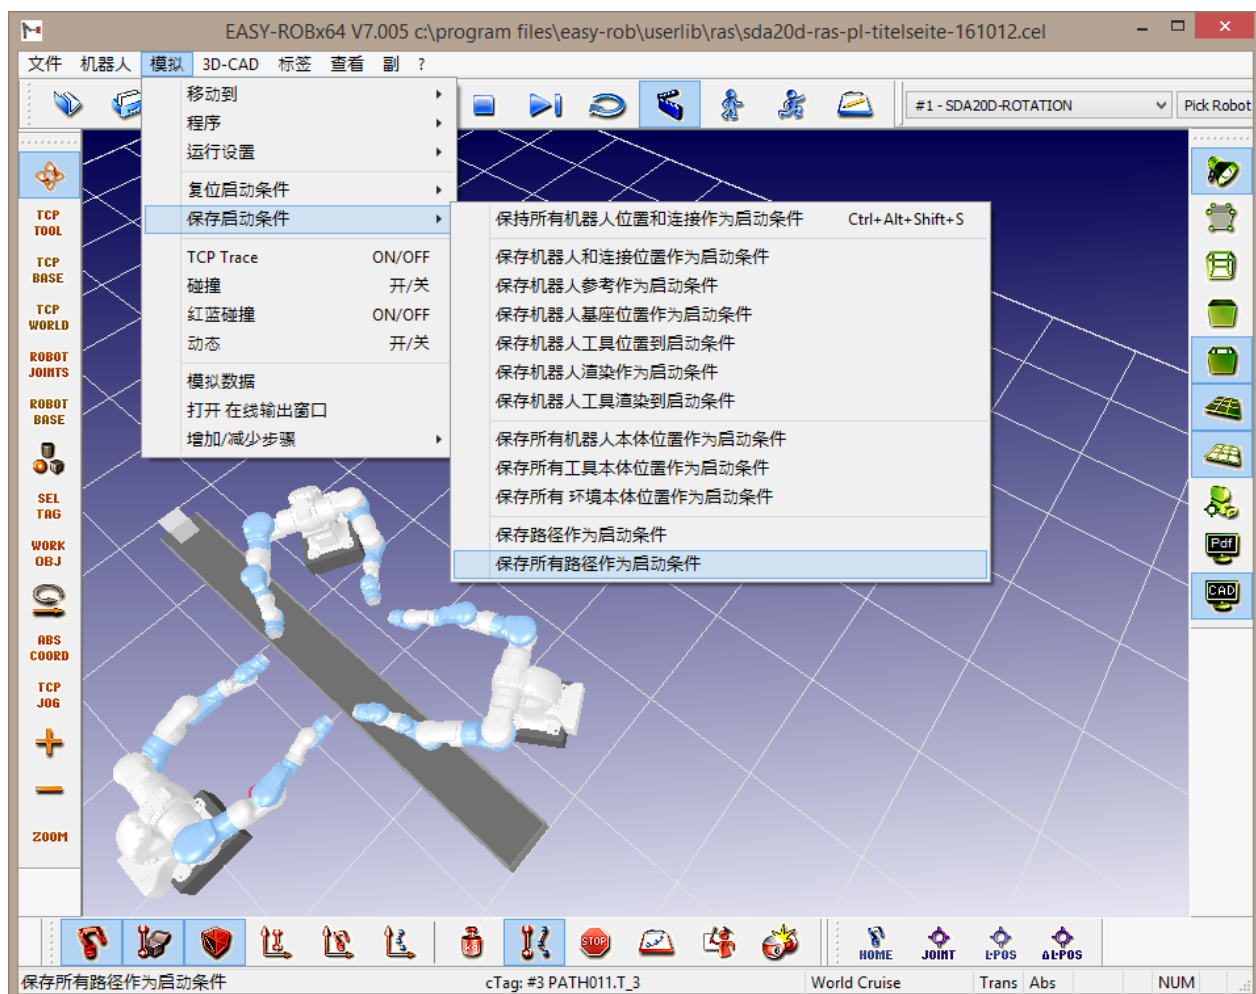 EASY-ROBx64 V7.005 c:\program files\easy-rob\userlib\ras\sda20d-ras-pl-titelseite-161012.cel
文件 机器人 模拟 3D-CAD 标签 查看 副 ?
#1 - SDA20D-ROTATION
Pick Robot
移动到
程序
运行设置
复位启动条件
保存启动条件
TCP Trace ON/OFF
碰撞 开/关
红蓝碰撞 ON/OFF
动态 开/关
模拟数据
打开 在线输出窗口
增加/减少步骤
保持所有机器人位置和连接作为启动条件 Ctrl+Alt+Shift+S
保存机器人和连接位置作为启动条件
保存机器人参考作为启动条件
保存机器人基座位置作为启动条件
保存机器人工具位置到启动条件
保存机器人渲染作为启动条件
保存机器人工具渲染到启动条件
保存所有机器人本体位置作为启动条件
保存所有工具本体位置作为启动条件
保存所有 环境本体位置作为启动条件
保存路径作为启动条件
保存所有路径作为启动条件
TCP
TOOL
TCP
BASE
TCP
WORLD
ROBOT
JOINTS
ROBOT
BASE
SEL
TAG
WORK
OBJ
ABS
COORD
TCP
JOG
ZOOM
Pdf
CAD
kg
STOP
HOME
JOINT
L-POS
ΔL-POS
保存所有路径作为启动条件
cTag: #3 PATH011.T_3
World Cruise
Trans Abs
NUM